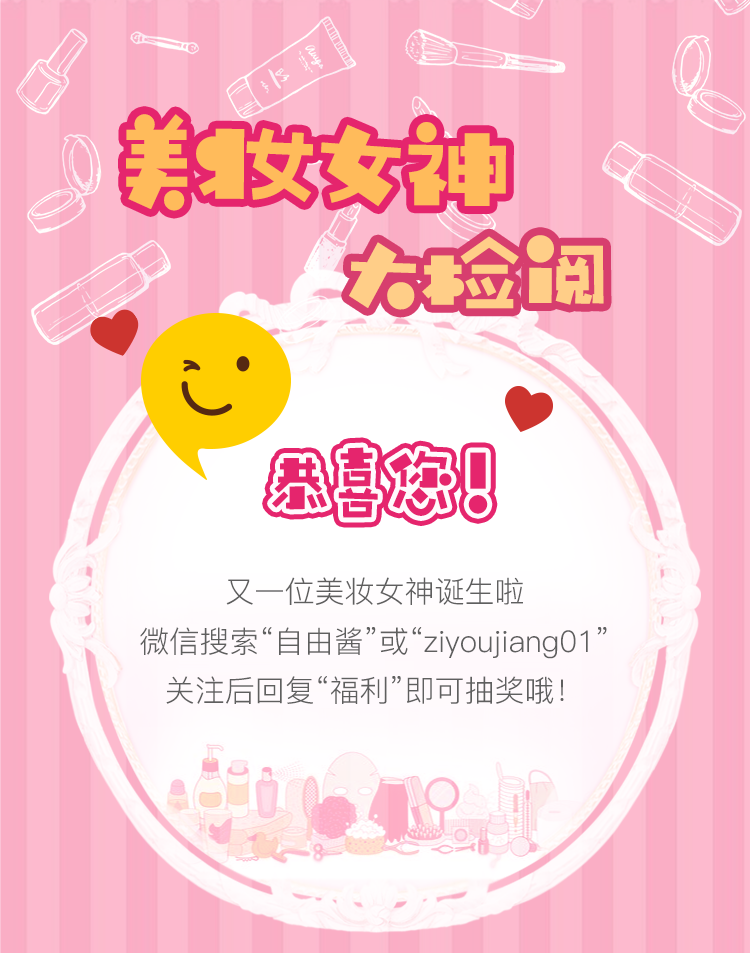 美妆女神
大检阅
恭喜您!
又一位美妆女神诞生啦
微信搜索“自由酱”或“ziyoujiang01”
关注后回复“福利”即可抽奖哦!